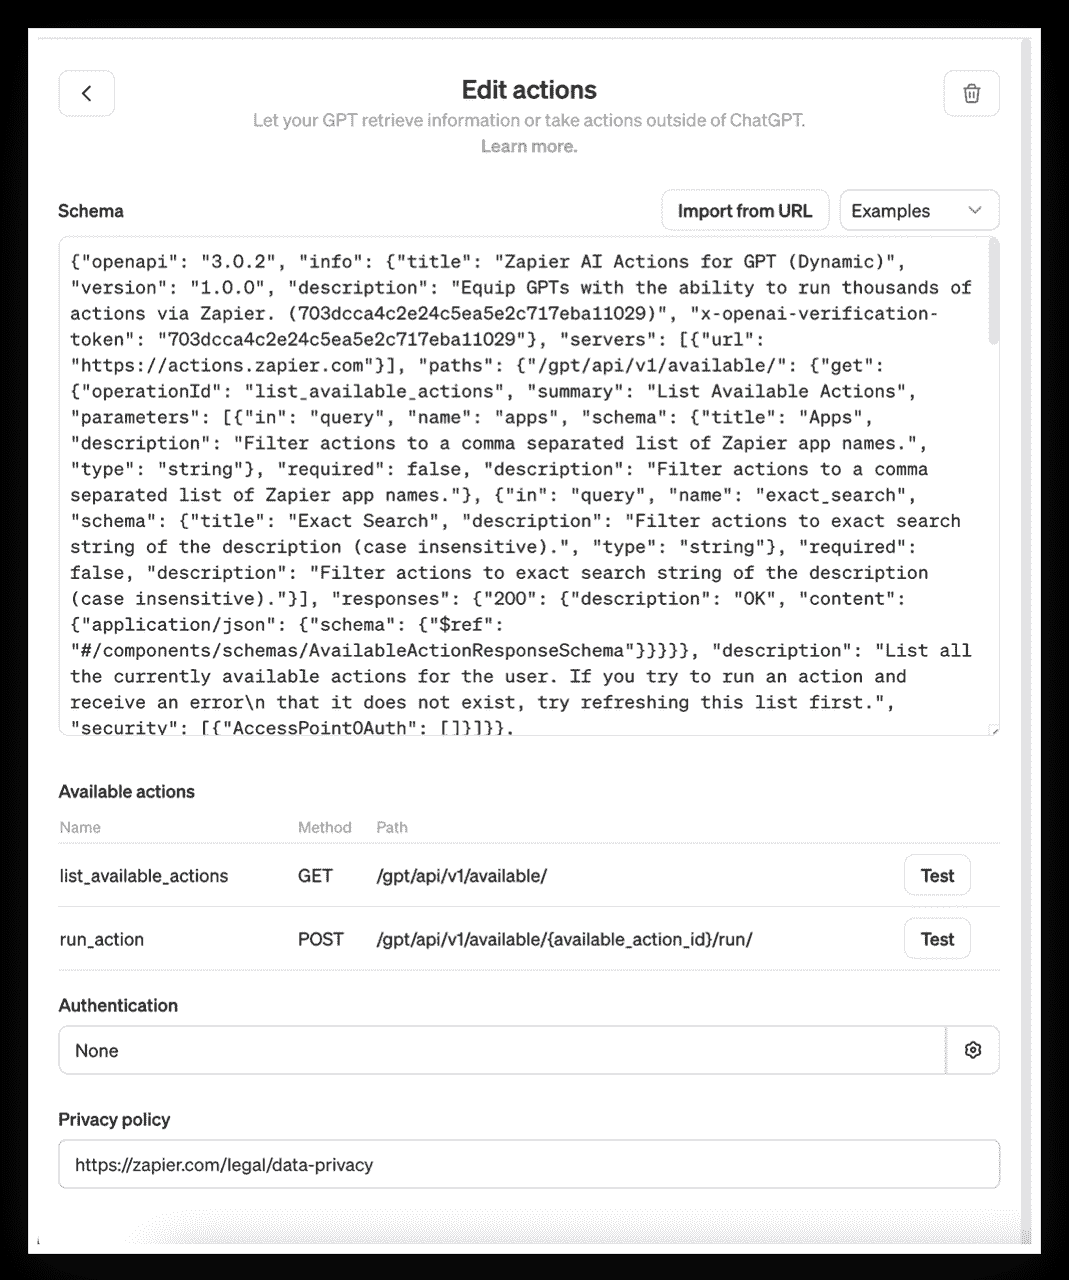 Edit actions
Let your GPT retrieve information or take actions outside of ChatGPT.
Learn more.
Schema
Import from URL
Examples
{"openapi": "3.0.2", "info": {"title": "Zapier AI Actions for GPT (Dynamic)",
"version": "1.0.0", "description": "Equip GPTs with the ability to run thousands of
actions via Zapier. (703dcca4c2e24c5ea5e2c717eba11029)", "x-openai-verification-
token": "703dcca4c2e24c5ea5e2c717eba11029"}, "servers": [{"url":
"https://actions.zapier.com"}], "paths": {"/gpt/api/v1/available/": {"get":
{"operationId": "list_available_actions", "summary": "List Available Actions",
"parameters": [{"in": "query", "name": "apps", "schema": {"title": "Apps",
"description": "Filter actions to a comma separated list of Zapier app names.",
"type": "string"}, "required": false, "description": "Filter actions to a comma
separated list of Zapier app names."}, {"in": "query", "name": "exact_search",
"schema": {"title": "Exact Search", "description": "Filter actions to exact search
string of the description (case insensitive).", "type": "string"}, "required":
false, "description": "Filter actions to exact search string of the description
(case insensitive)."}], "responses": {"200": {"description": "OK", "content":
{"application/json": {"schema": {"$ref":
"#/components/schemas/AvailableActionResponseSchema"}}}}}, "description": "List all
the currently available actions for the user. If you try to run an action and
receive an error\n that it does not exist, try refreshing this list first.",
"security": [{"AccessPointOAuth": []}]}},
Available actions
Name Method Path
list_available_actions GET /gpt/api/v1/available/ Test
run_action POST /gpt/api/v1/available/{available_action_id}/run/ Test
Authentication
None
Privacy policy
https://zapier.com/legal/data-privacy